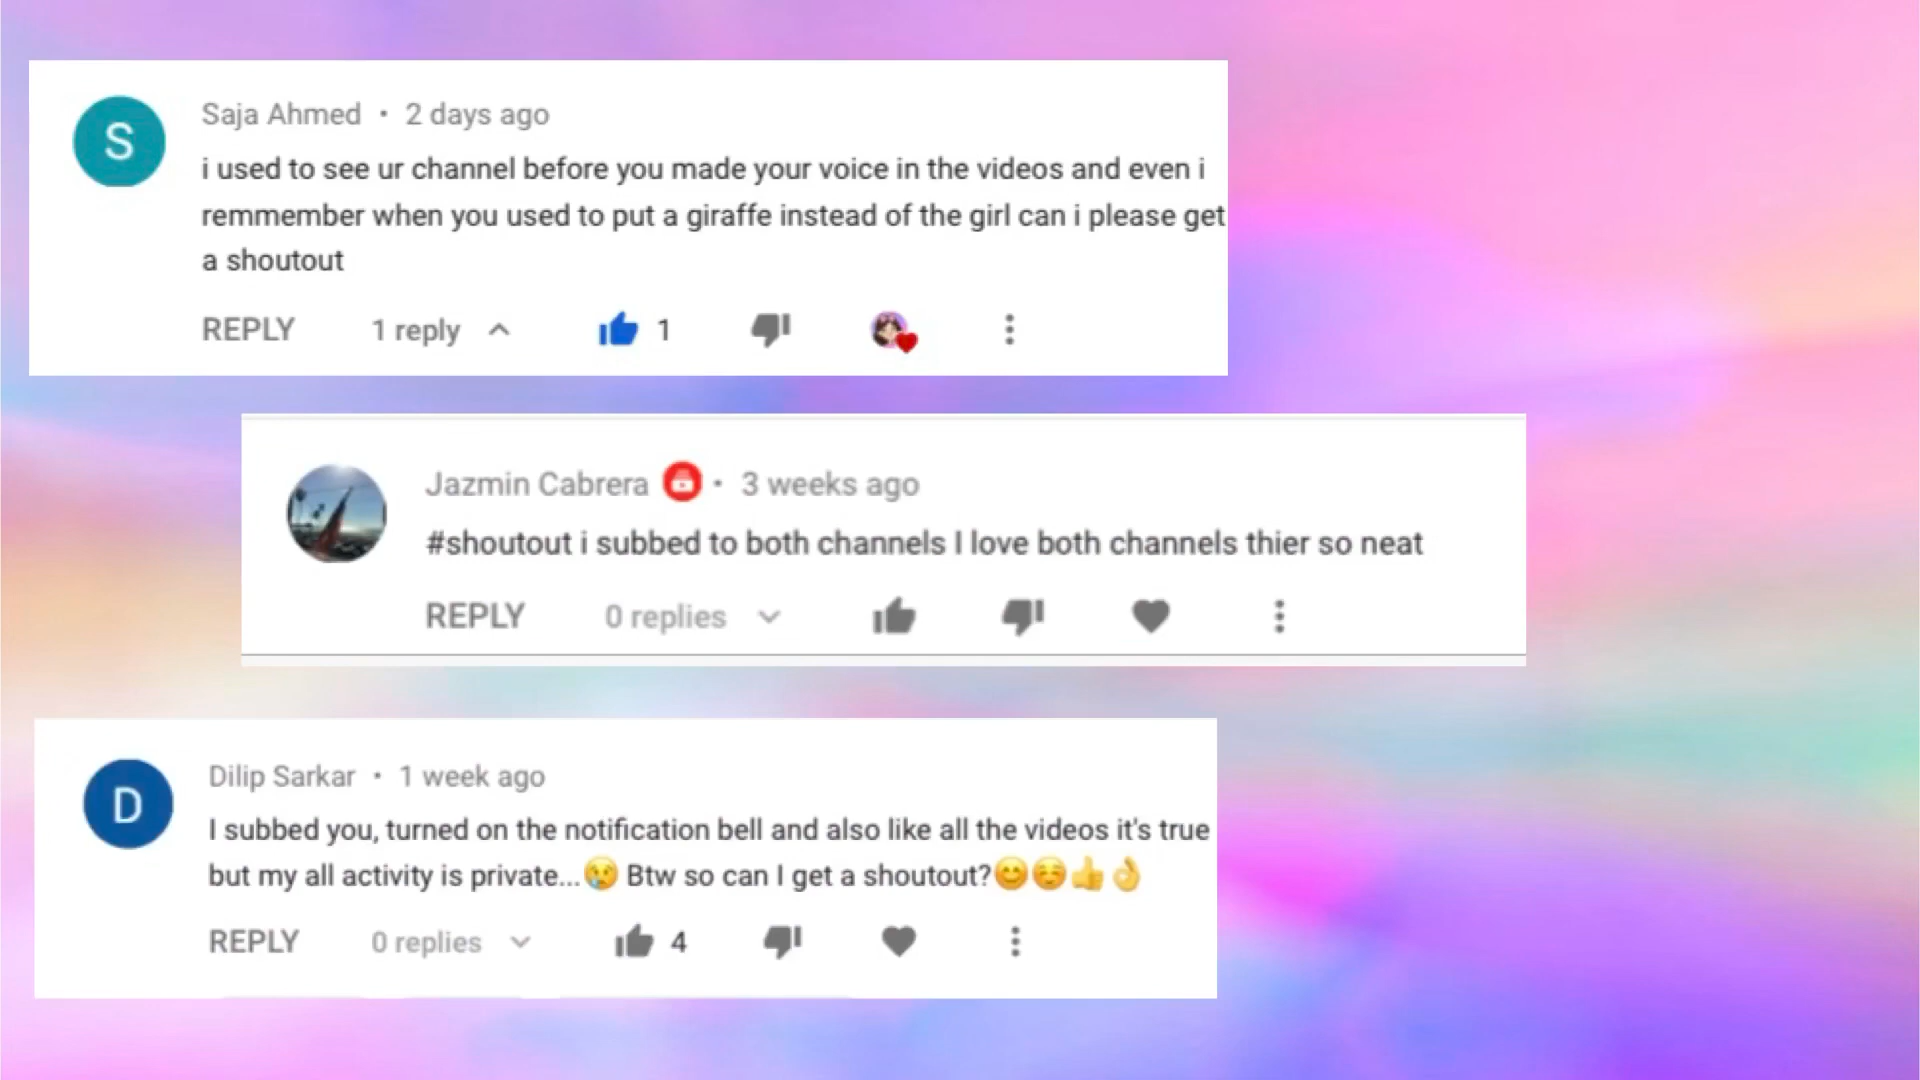 S
Saja Ahmed • 2 days ago
i used to see ur channel before you made your voice in the videos and even i
remmember when you used to put a giraffe instead of the girl can i please get
a shoutout
REPLY 1 reply 1
Jazmin Cabrera • 3 weeks ago
#shoutout i subbed to both channels I love both channels thier so neat
REPLY 0 replies
D
Dilip Sarkar • 1 week ago
I subbed you, turned on the notification bell and also like all the videos it's true
but my all activity is private...😢 Btw so can I get a shoutout?😊☺️👍👌
REPLY 0 replies 4